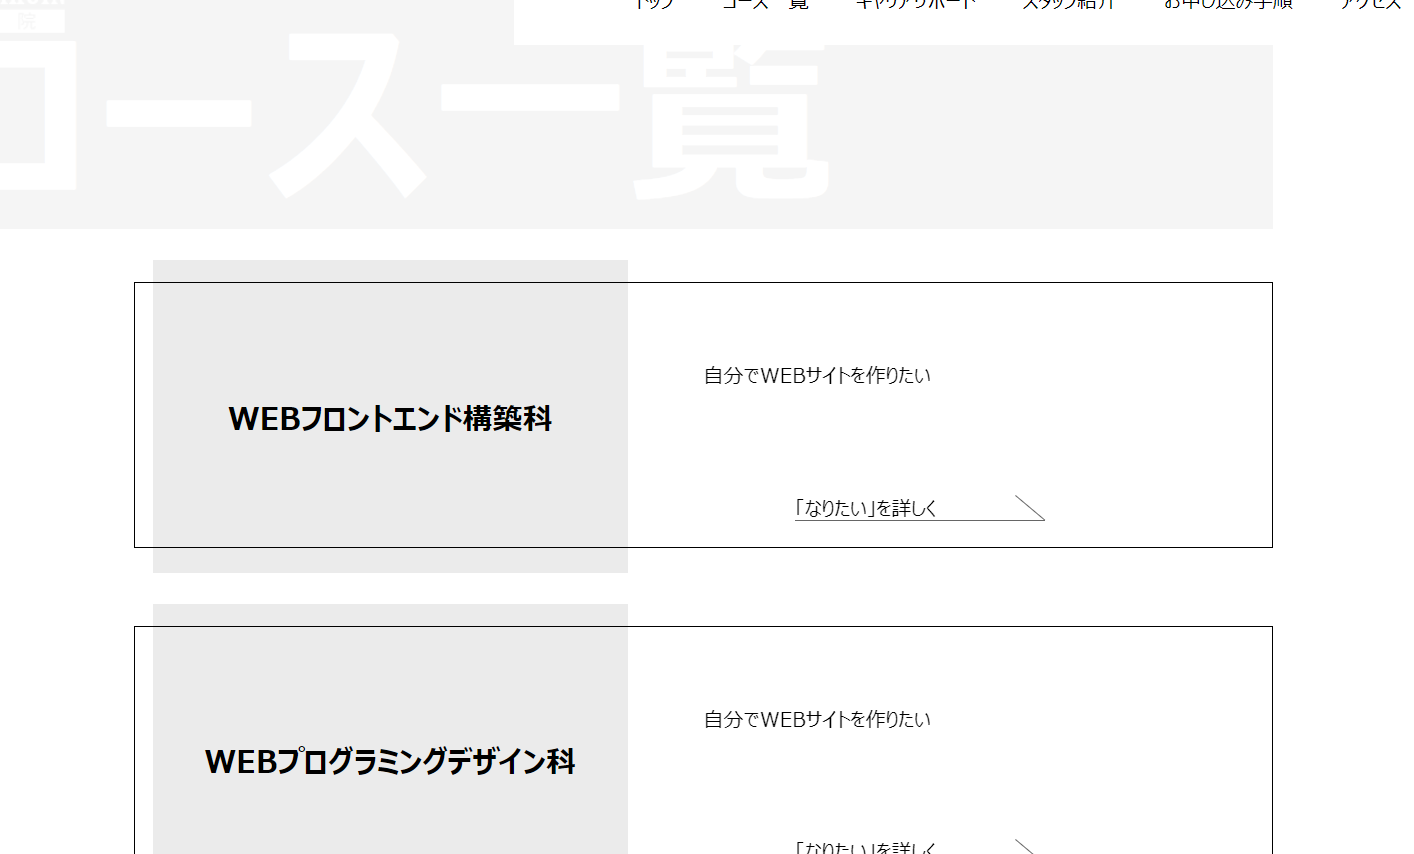 トップ コース一覧 キャリアサポート スタッフ紹介 お申し込み手順 アクセス
院
コース一覧
自分でWEBサイトを作りたい
WEBフロントエンド構築科
「なりたい」を詳しく
自分でWEBサイトを作りたい
WEBプログラミングデザイン科
「なりたい」を詳しく